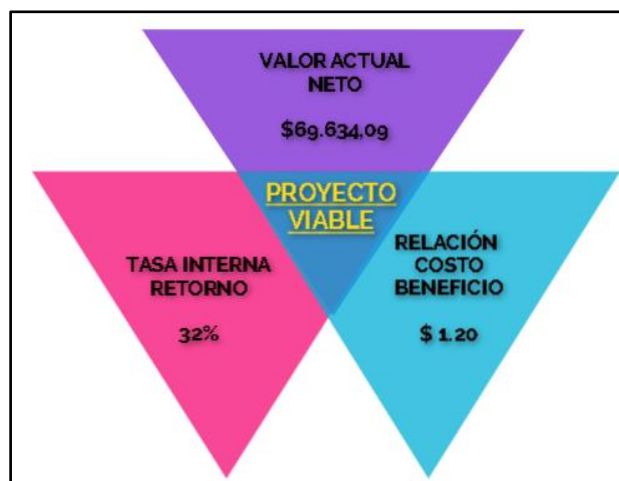 VALOR ACTUAL
NETO
$69.634,09
PROYECTO
VIABLE
TASA INTERNA
RETORNO
32%
RELACIÓN
COSTO
BENEFICIO
$ 1.20